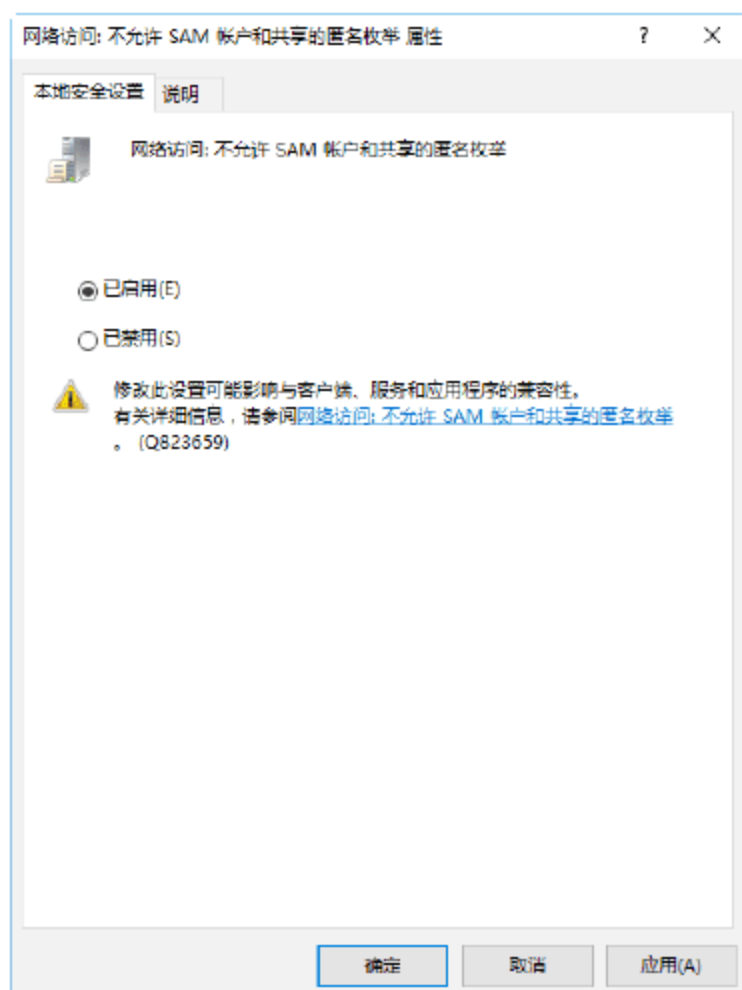 网络访问: 不允许 SAM 帐户和共享的匿名枚举 属性
? ×
本地安全设置 说明
网络访问: 不允许 SAM 帐户和共享的匿名枚举
已启用(E)
已禁用(S)
修改此设置可能影响与客户端、服务和应用程序的兼容性。
有关详细信息，请参阅网络访问: 不允许 SAM 帐户和共享的匿名枚举
。 (Q823659)
确定 取消 应用(A)